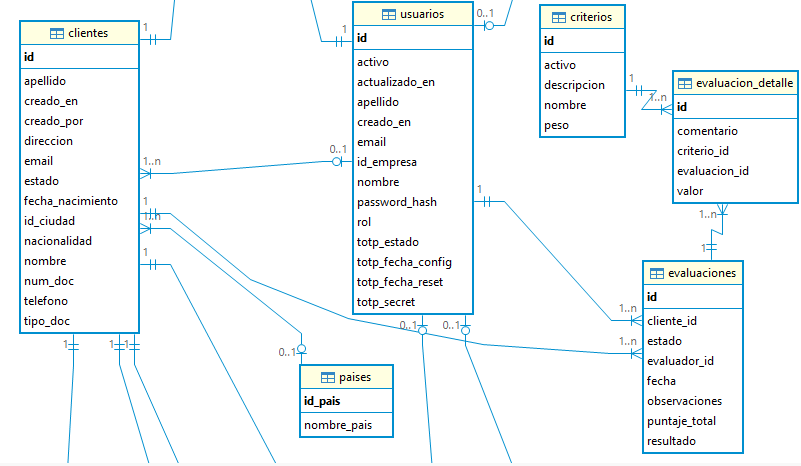 clientes
id
apellido
creado_en
creado_por
direccion
email
estado
fecha_nacimiento
id_ciudad
nacionalidad
nombre
num_doc
telefono
tipo_doc
1
1..n
1
1..n
1
1
1
1
usuarios
id
activo
actualizado_en
apellido
creado_en
email
id_empresa
nombre
password_hash
rol
totp_estado
totp_fecha_config
totp_fecha_reset
totp_secret
1
0..1
0..1
1
0..1
0..1
paises
id_pais
nombre_pais
0..1
criterios
id
activo
descripcion
nombre
peso
1
1..n
evaluacion_detalle
id
comentario
criterio_id
evaluacion_id
valor
1..n
1
evaluaciones
id
cliente_id
estado
evaluador_id
fecha
observaciones
puntaje_total
resultado
1..n
1..n